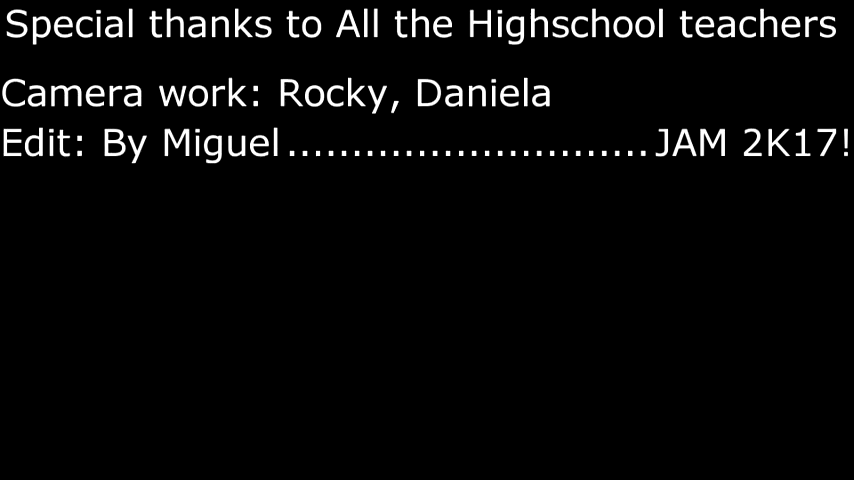 Special thanks to All the Highschool teachers
Camera work: Rocky, Daniela
Edit: By Miguel............................JAM 2K17!